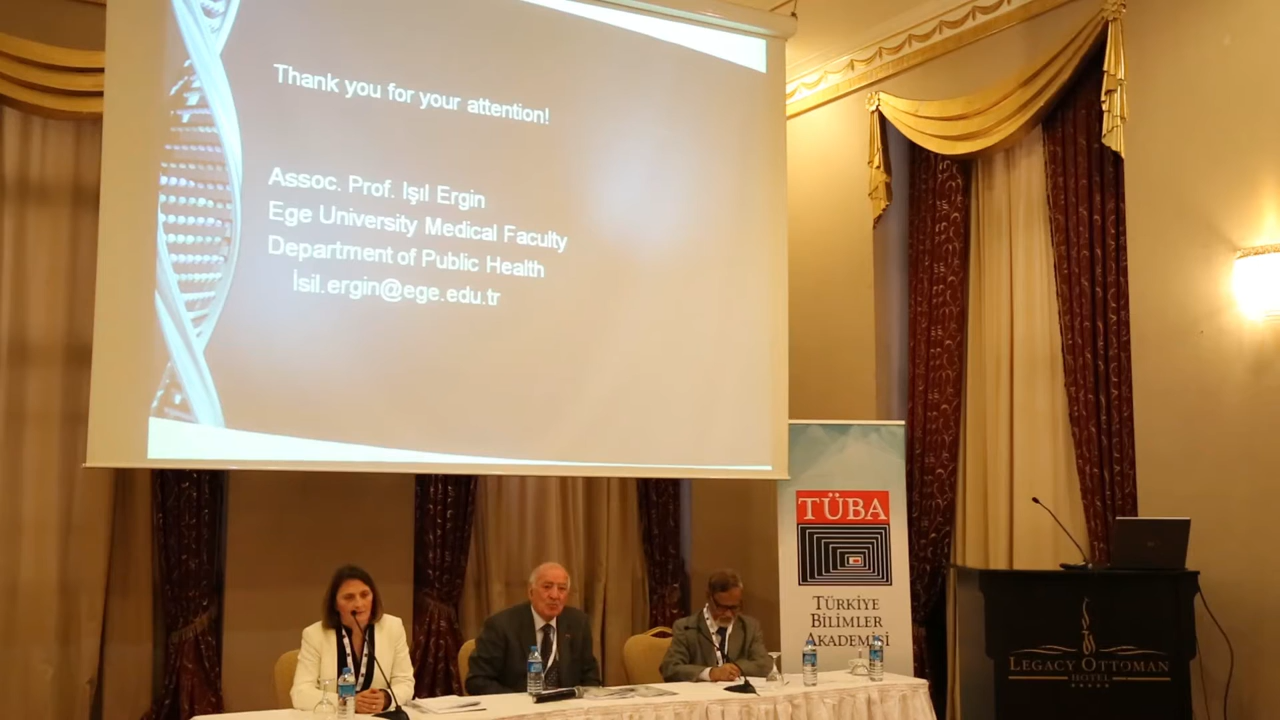 Thank you for your attention!
Assoc. Prof. Işıl Ergin
Ege University Medical Faculty
Department of Public Health
Isil.ergin@ege.edu.tr
TÜBA
TÜRKİYE
BİLİMLER
AKADEMİSİ
LEGACY OTTOMAN
HOTEL